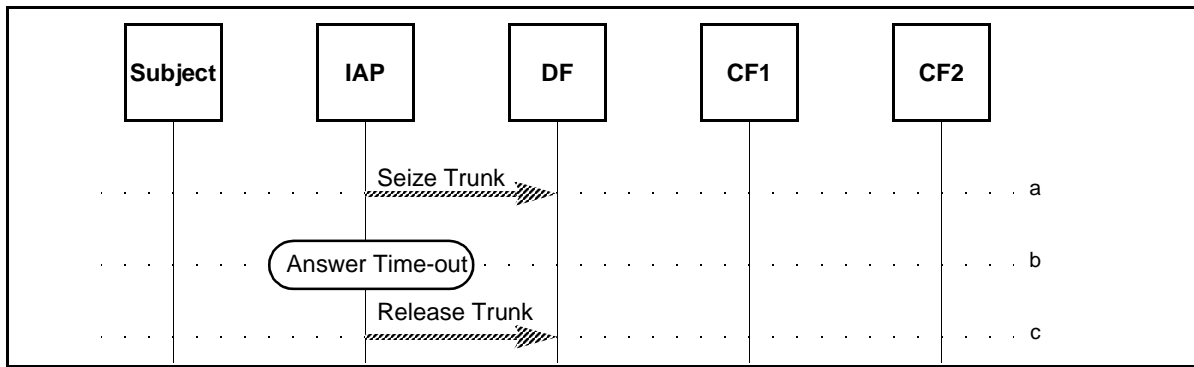 Subject IAP DF CF1 CF2
Seize Trunk
a
Answer Time-out
b
Release Trunk
c